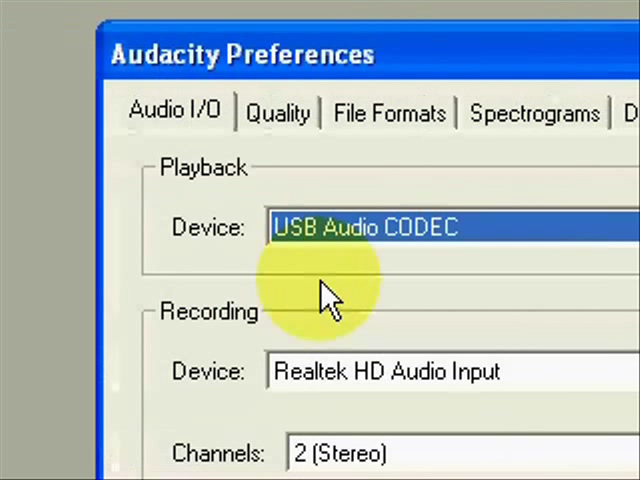 Audacity Preferences
Audio I/O Quality File Formats Spectrograms D
Playback
Device: USB Audio CODEC
Recording
Device: Realtek HD Audio Input
Channels: 2 (Stereo)